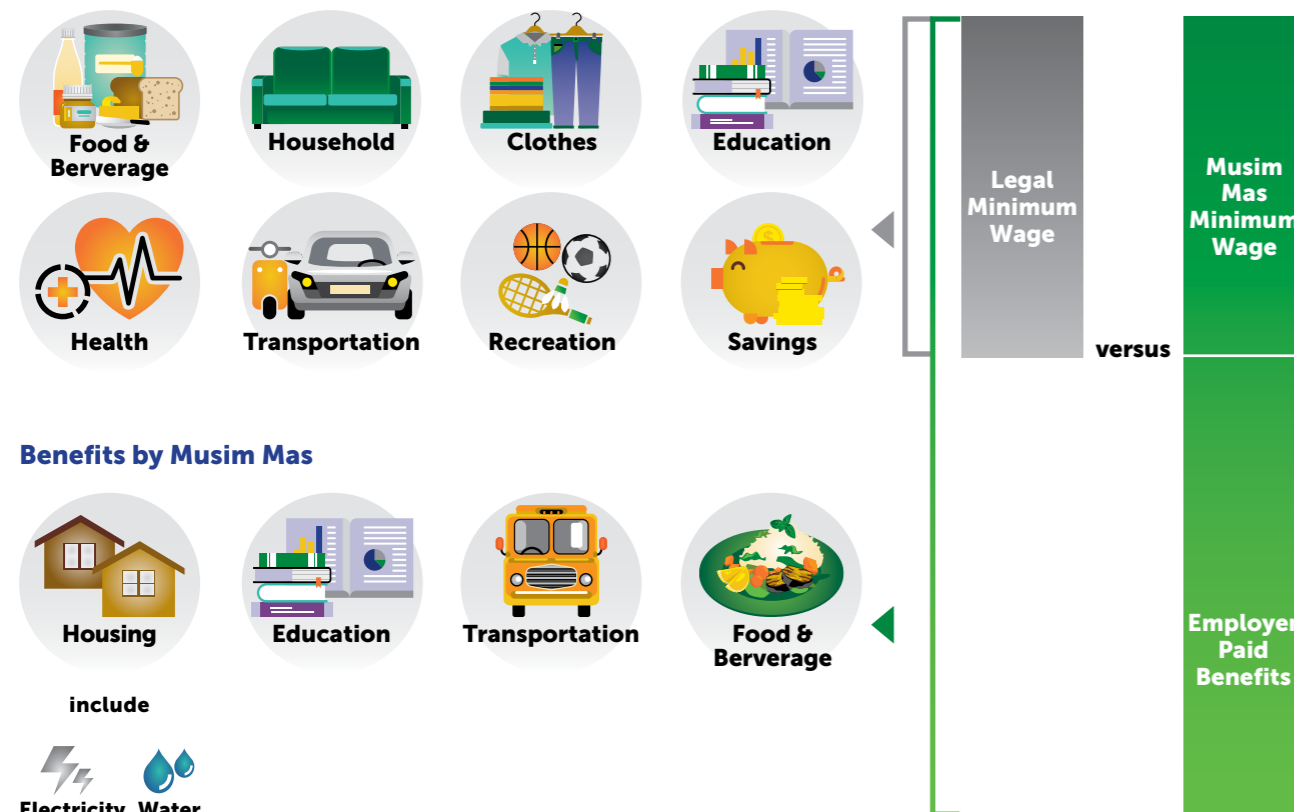 Food &
Berverage
Household
Clothes
Education
Health
Transportation
Recreation
Savings
Legal
Minimum
Wage
versus
Musim
Mas
Minimum
Wage
Benefits by Musim Mas
Housing
Education
Transportation
Food &
Berverage
Employer
Paid
Benefits
include
Electricity Water